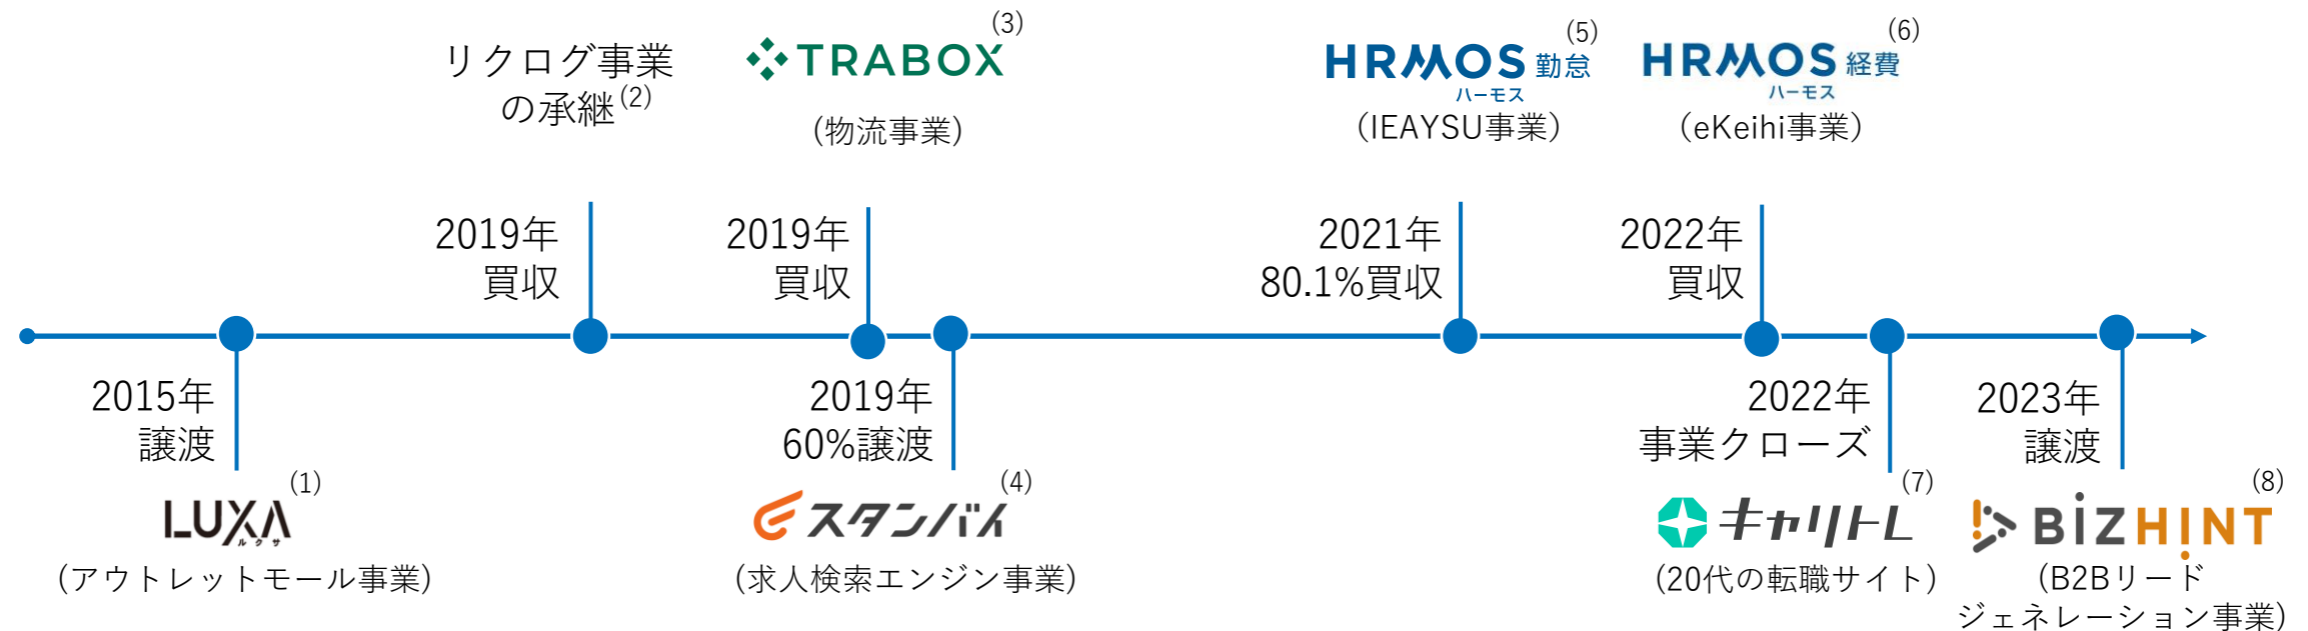 リクログ事業
の承継(2)
TRABOX(3)
(物流事業)
HRMOS勤怠(5)
ハーモス
(IEAYSU事業)
HRMOS経費(6)
ハーモス
(eKeihi事業)
2019年
買収
2019年
買収
2021年
80.1%買収
2022年
買収
2015年
譲渡
2019年
60%譲渡
2022年
事業クローズ
2023年
譲渡
LUXA(1)
ルクサ
(アウトレットモール事業)
スタンバイ(4)
(求人検索エンジン事業)
キャリトレ(7)
(20代の転職サイト)
BIZHINT(8)
(B2Bリード
ジェネレーション事業)